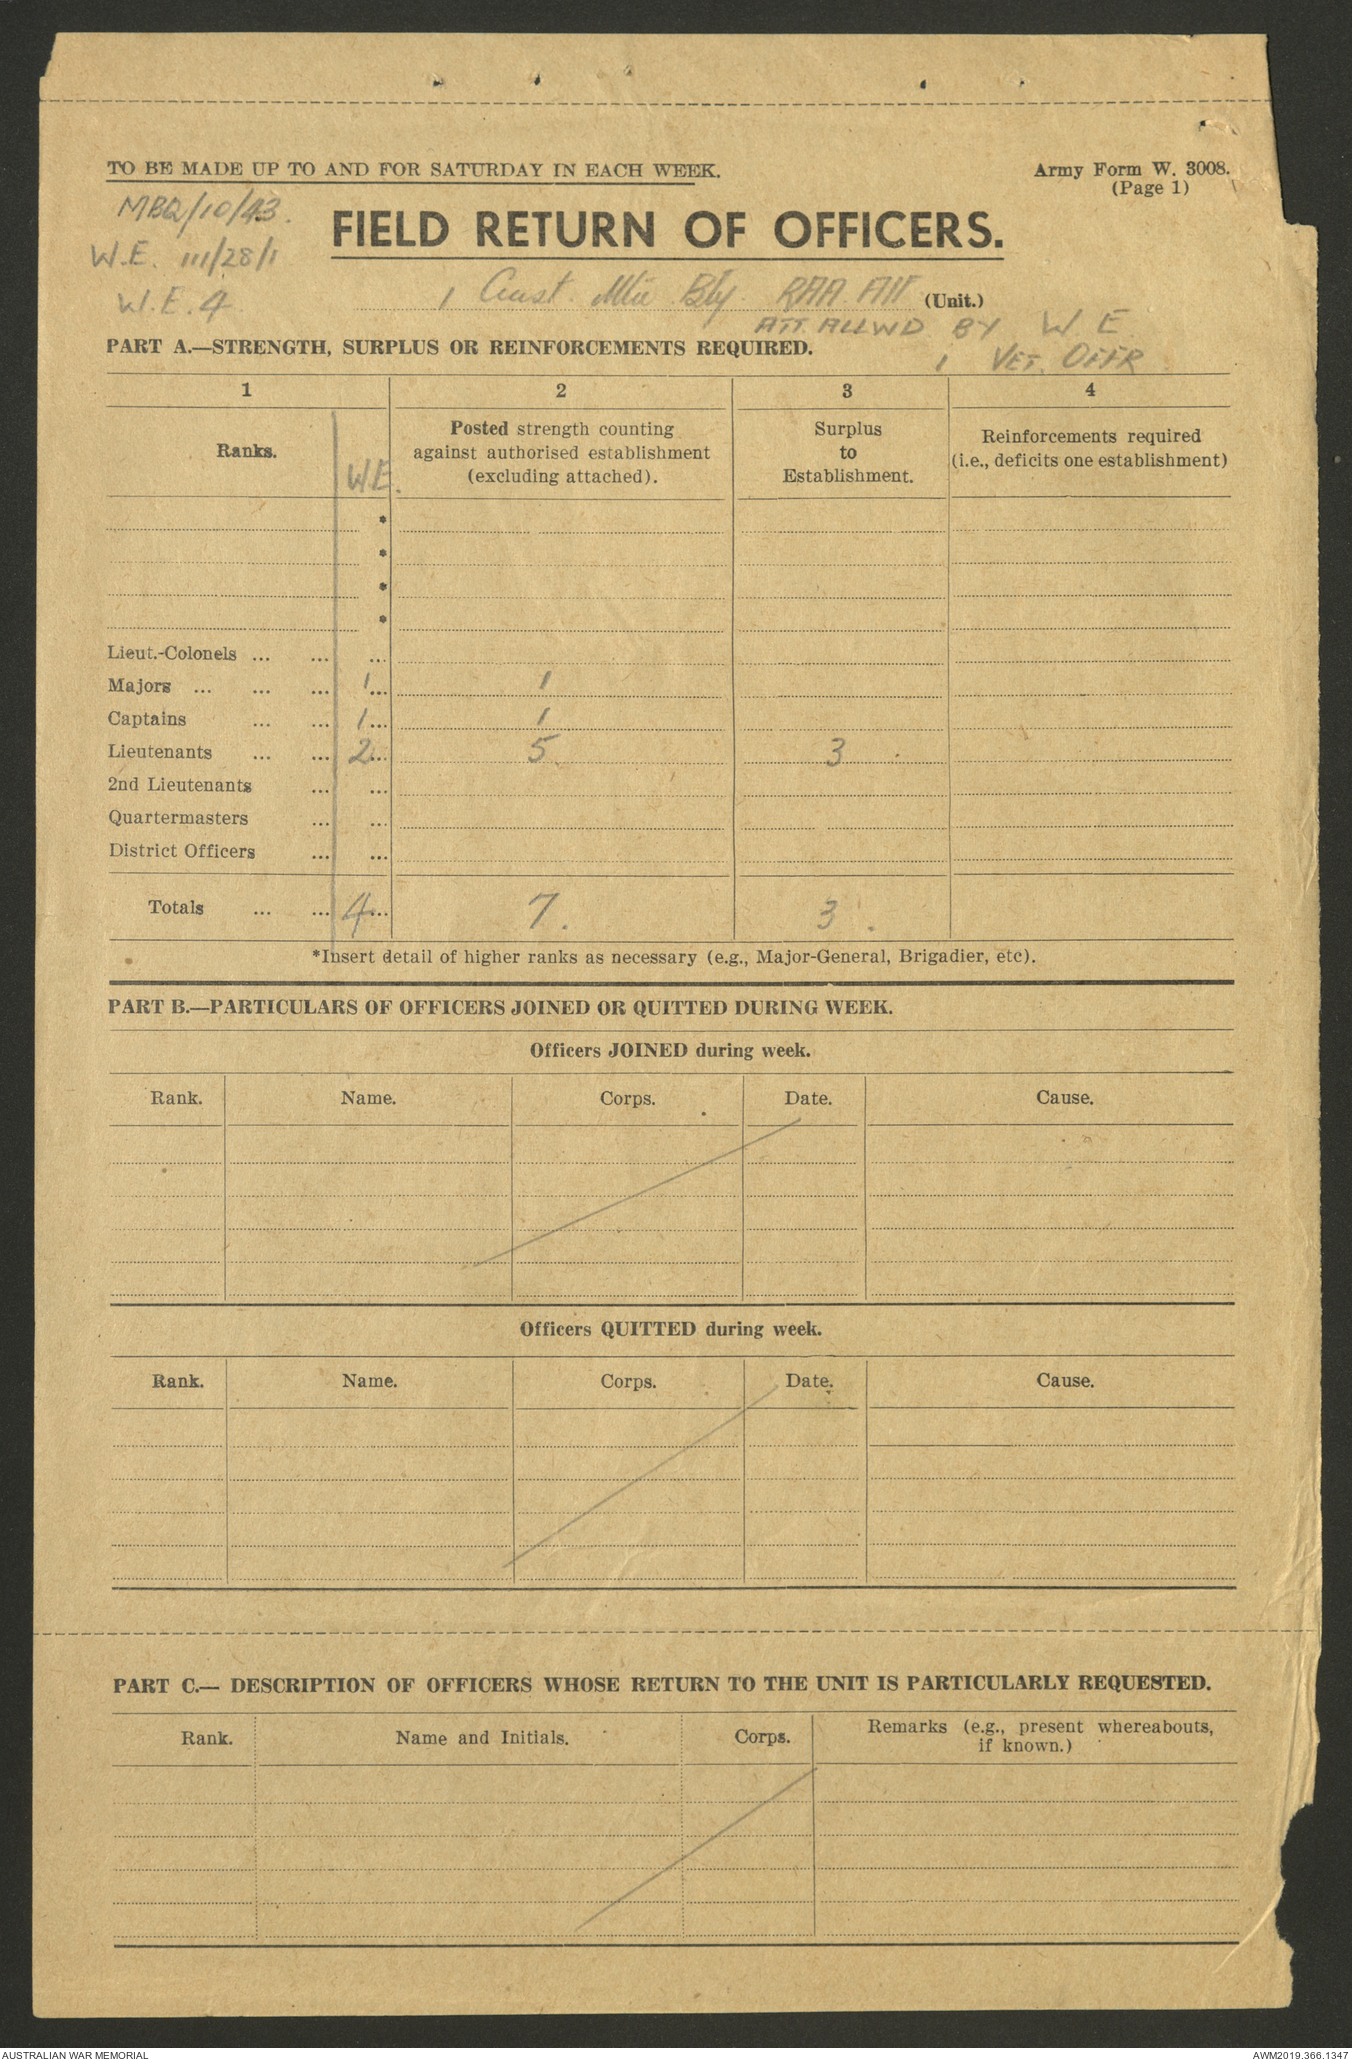 TO BE MADE UP TO AND FOR SATURDAY IN EACH WEEK.
Army Form W. 3008.
(Page 1)
MBQ/10/43.
W.E. III/28/1
W.E. 4
FIELD RETURN OF OFFICERS.
1 Aust. Mtn Bty. RAA AIF (Unit.)
ATT. ALLWD BY W E
1 VET. OFFR
PART A.—STRENGTH, SURPLUS OR REINFORCEMENTS REQUIRED.
1 2 3 4
Ranks. W.E. Posted strength counting against authorised establishment (excluding attached). Surplus to Establishment. Reinforcements required (i.e., deficits one establishment)
*
*
*
*
Lieut.-Colonels ... ... ...
Majors ... ... ... 1... 1
Captains ... ... 1... 1
Lieutenants ... ... 2... 5. 3
2nd Lieutenants ... ...
Quartermasters ... ...
District Officers ... ...
Totals ... ... 4... 7. 3.
*Insert detail of higher ranks as necessary (e.g., Major-General, Brigadier, etc).
PART B.—PARTICULARS OF OFFICERS JOINED OR QUITTED DURING WEEK.
Officers JOINED during week.
Rank. Name. Corps. Date. Cause.
Officers QUITTED during week.
Rank. Name. Corps. Date. Cause.
PART C.— DESCRIPTION OF OFFICERS WHOSE RETURN TO THE UNIT IS PARTICULARLY REQUESTED.
Rank. Name and Initials. Corps. Remarks (e.g., present whereabouts, if known.)
AUSTRALIAN WAR MEMORIAL
AWM2019.366.1347